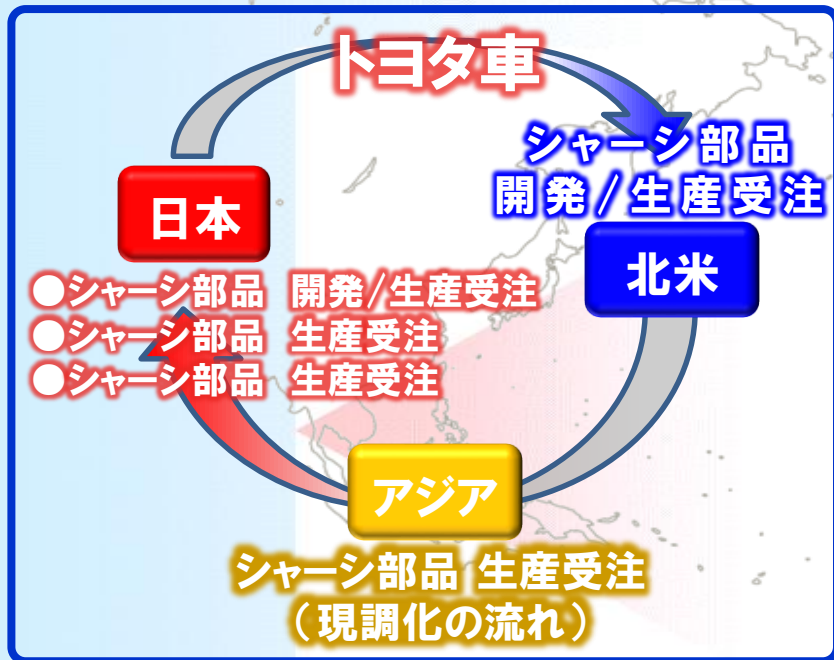 トヨタ車
シャーシ部品
開発/生産受注
日本
北米
●シャーシ部品 開発/生産受注
●シャーシ部品 生産受注
●シャーシ部品 生産受注
アジア
シャーシ部品 生産受注
（現調化の流れ）